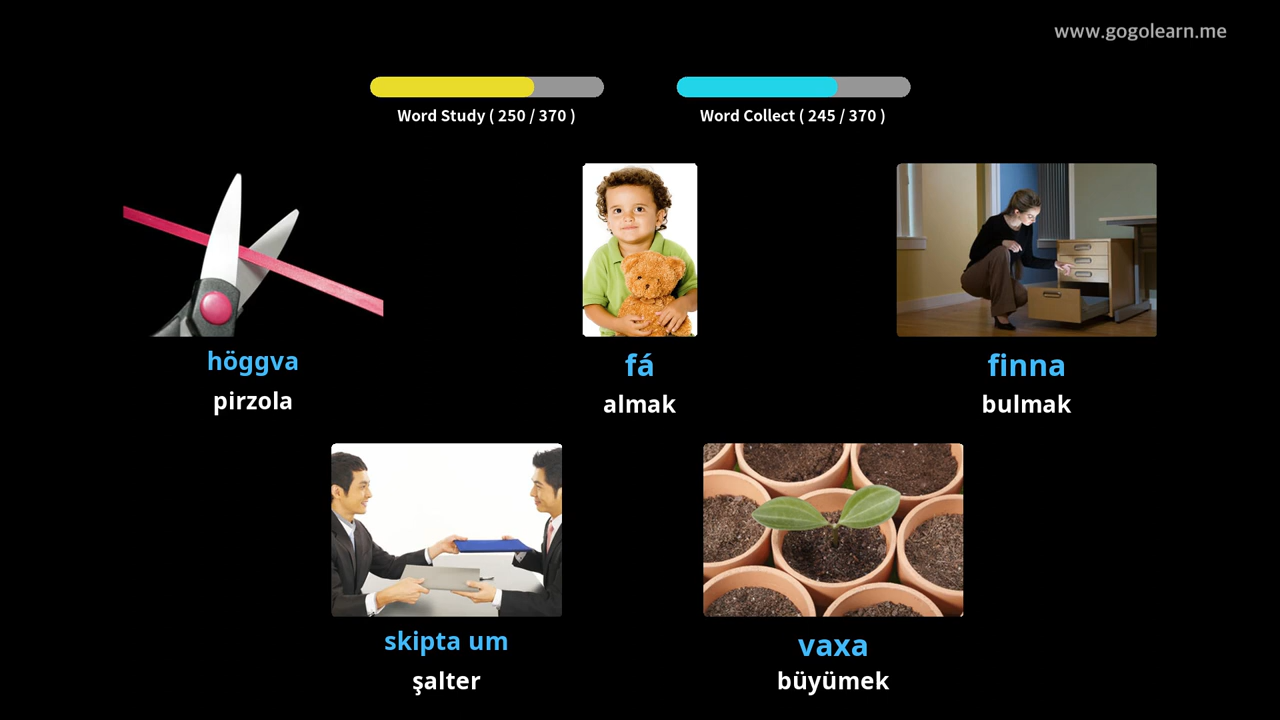 www.gogolearn.me
Word Study ( 250 / 370 )
Word Collect ( 245 / 370 )
höggva
pirzola
fá
almak
finna
bulmak
skipta um
şalter
vaxa
büyümek